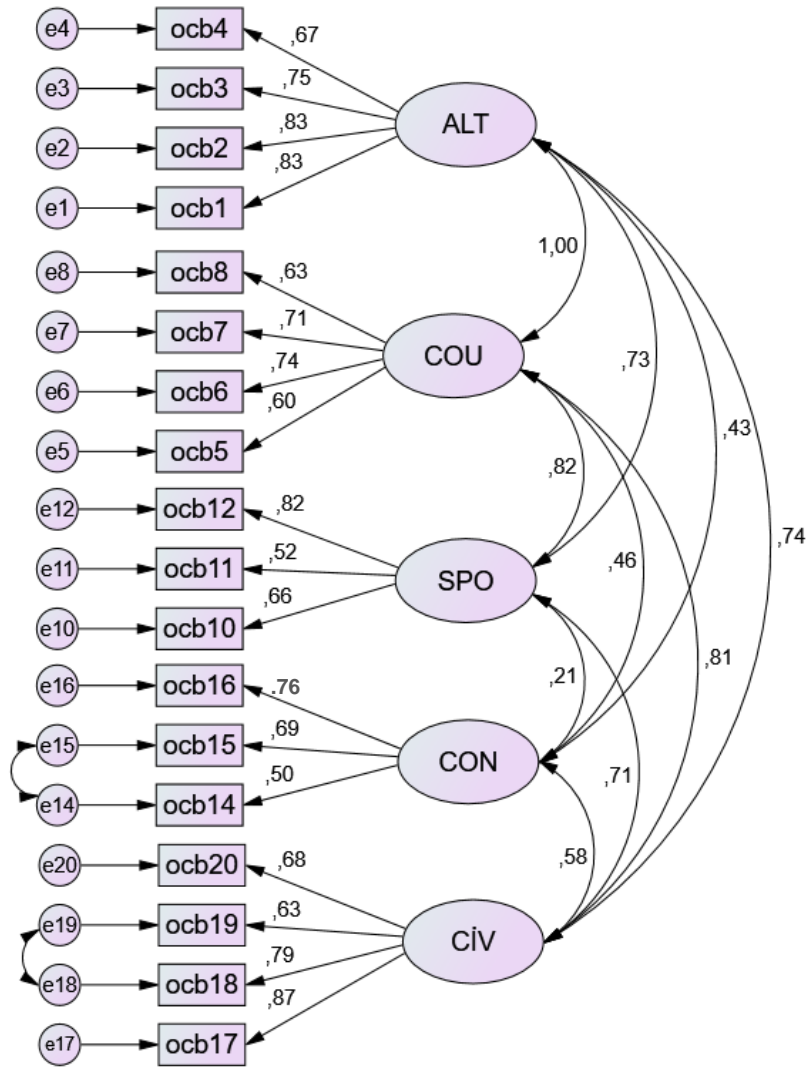 e4 ocb4 ,67
e3 ocb3 ,75
e2 ocb2 ,83
e1 ocb1 ,83
ALT
e8 ocb8 ,63
e7 ocb7 ,71
e6 ocb6 ,74
e5 ocb5 ,60
COU
e12 ocb12 ,82
e11 ocb11 ,52
e10 ocb10 ,66
SPO
e16 ocb16 .76
e15 ocb15 ,69
e14 ocb14 ,50
CON
e20 ocb20 ,68
e19 ocb19 ,63
e18 ocb18 ,79
e17 ocb17 ,87
CİV
1,00
,73
,43
,74
,82
,46
,81
,21
,71
,58